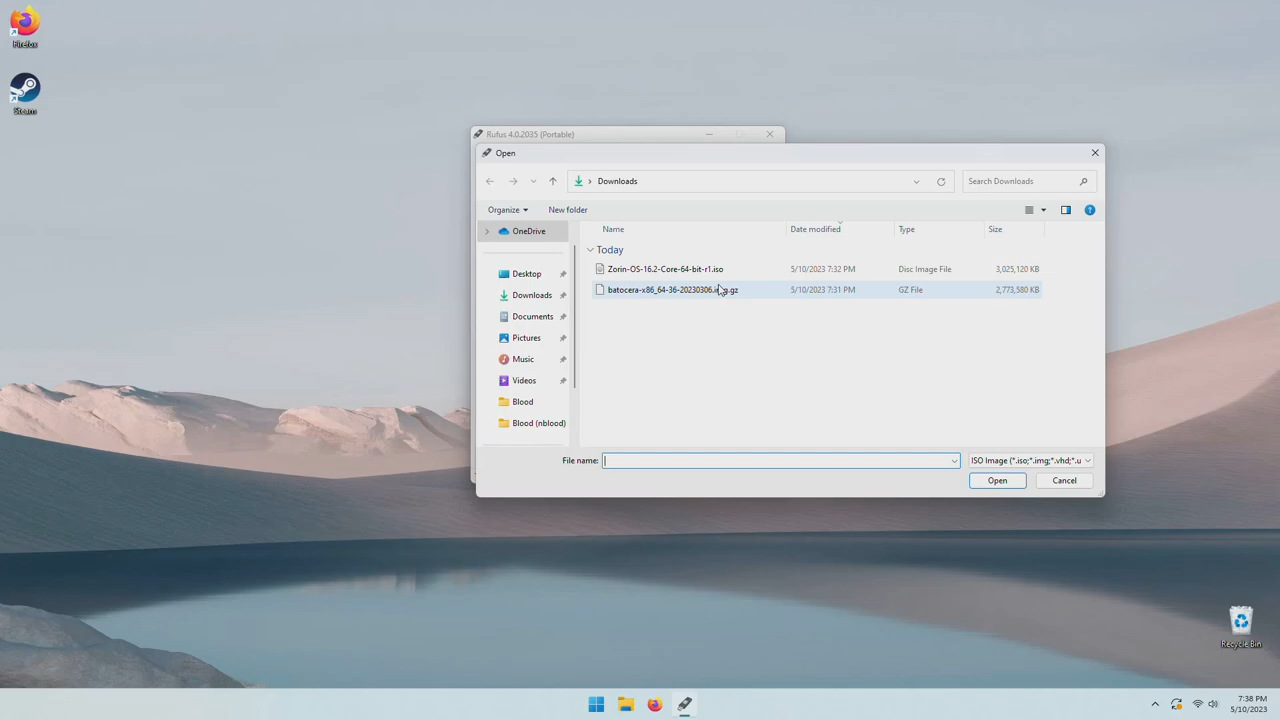 Firefox
Steam
Rufus 4.0.2035 (Portable)
Open
Downloads
Search Downloads
Organize
New folder
OneDrive
Desktop
Downloads
Documents
Pictures
Music
Videos
Blood
Blood (nblood)
Name
Date modified
Type
Size
Today
Zorin-OS-16.2-Core-64-bit-r1.iso
5/10/2023 7:32 PM
Disc Image File
3,025,120 KB
batocera-x86_64-36-20230306.img.gz
5/10/2023 7:31 PM
GZ File
2,773,580 KB
File name:
ISO Image (*.iso;*.img;*.vhd;*.u
Open
Cancel
Recycle Bin
7:38 PM
5/10/2023